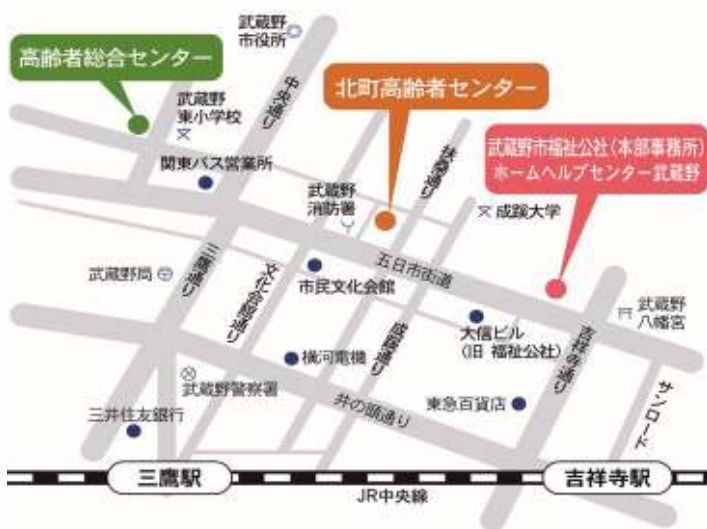 武蔵野
市役所
高齢者総合センター
中央通り
北町高齢者センター
武蔵野
東小学校
扶桑通り
武蔵野市福祉公社(本部事務所)
ホームヘルプセンター武蔵野
関東バス営業所
武蔵野
消防署
成蹊大学
三鷹通り
武蔵野局
文化会館通り
市民文化会館
五日市街道
成蹊通り
大信ビル
(旧 福祉公社)
吉祥寺通り
武蔵野
八幡宮
横河電機
武蔵野警察署
井の頭通り
東急百貨店
サンロード
三井住友銀行
三鷹駅
JR中央線
吉祥寺駅